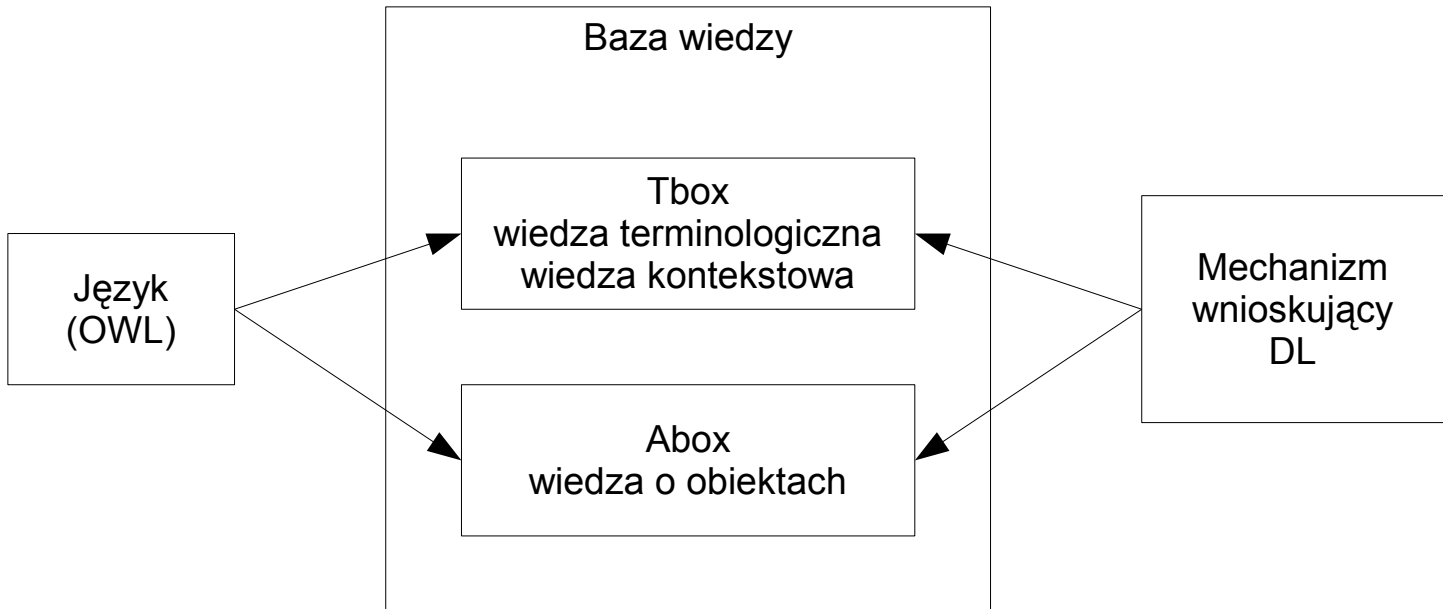 Baza wiedzy
Tbox
wiedza terminologiczna
wiedza kontekstowa
Język
(OWL)
Mechanizm
wnioskujący
DL
Abox
wiedza o obiektach